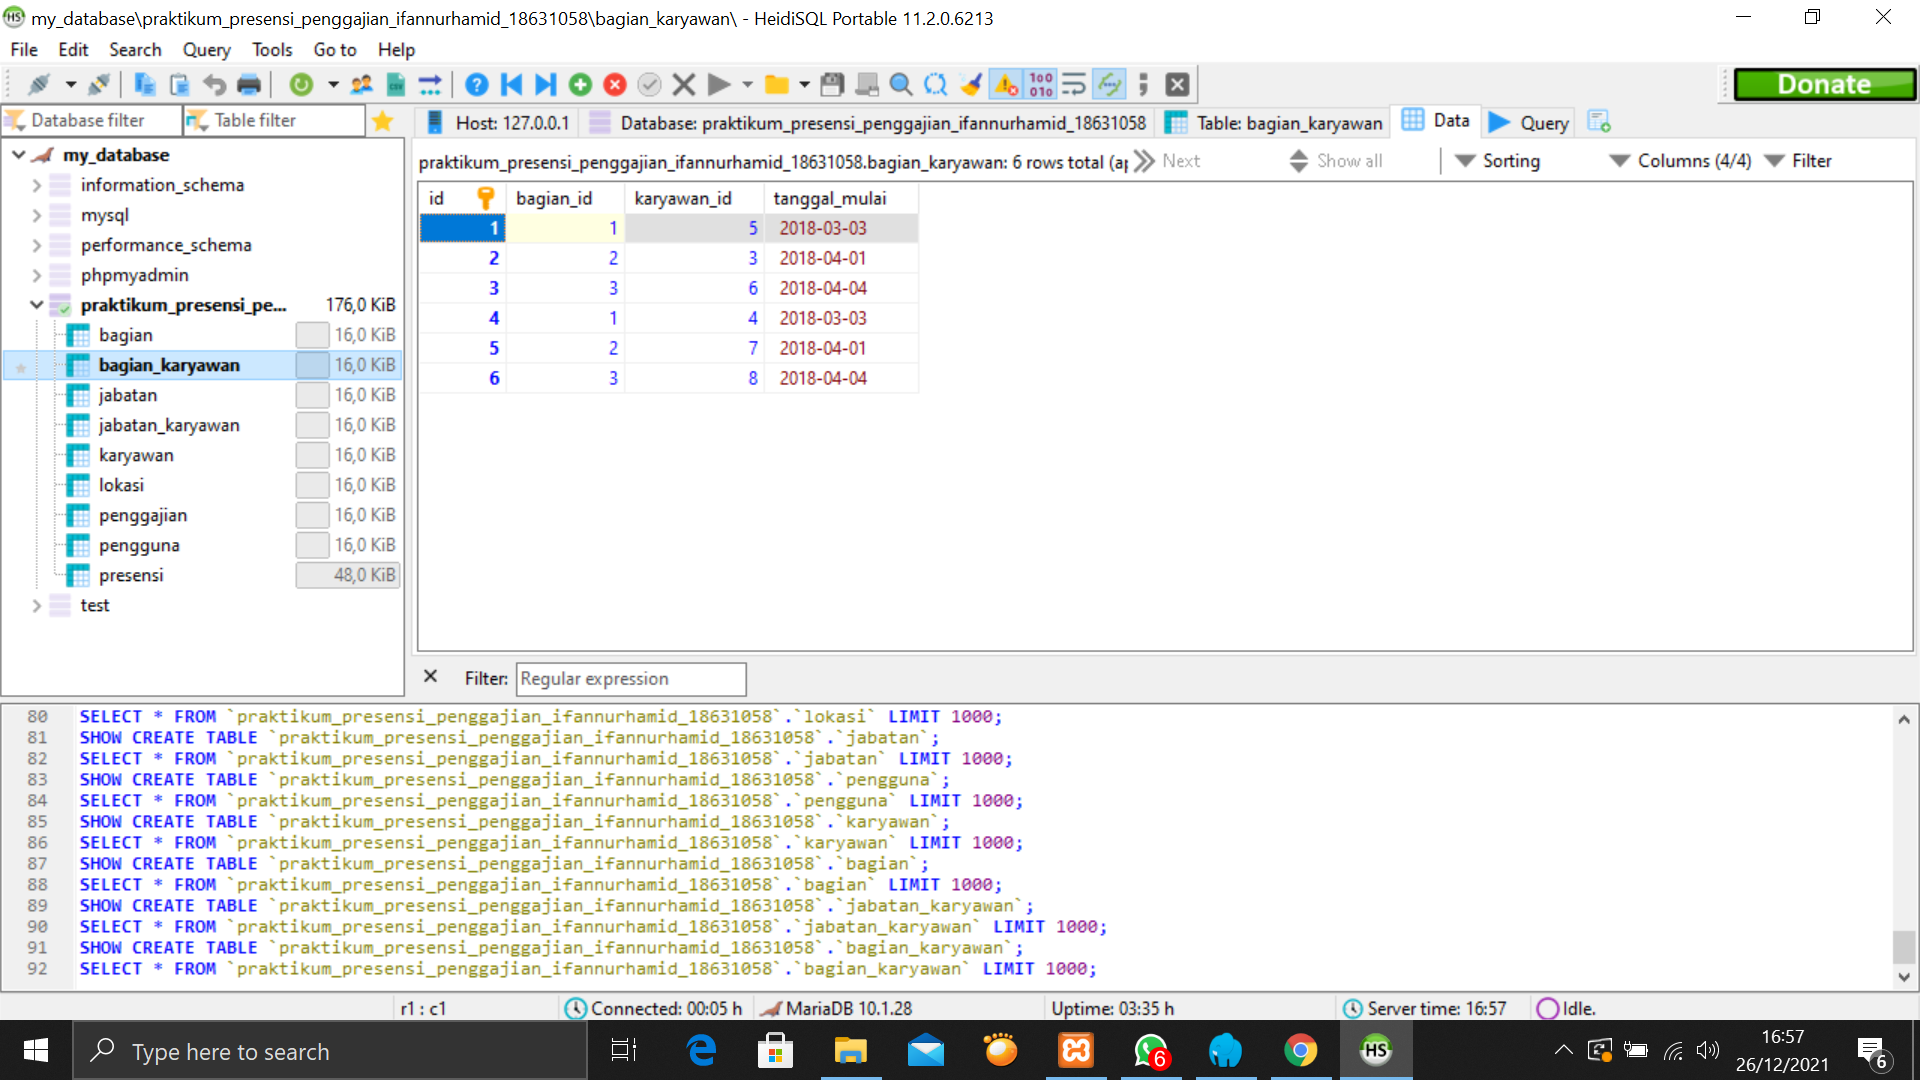 my_database\praktikum_presensi_penggajian_ifannurhamid_18631058\bagian_karyawan\ - HeidiSQL Portable 11.2.0.6213
File Edit Search Query Tools Go to Help
Donate
Database filter Table filter
Host: 127.0.0.1 Database: praktikum_presensi_penggajian_ifannurhamid_18631058 Table: bagian_karyawan Data Query
praktikum_presensi_penggajian_ifannurhamid_18631058.bagian_karyawan: 6 rows total (ap Next Show all Sorting Columns (4/4) Filter
my_database
information_schema
mysql
performance_schema
phpmyadmin
praktikum_presensi_pe... 176,0 KiB
bagian 16,0 KiB
bagian_karyawan 16,0 KiB
jabatan 16,0 KiB
jabatan_karyawan 16,0 KiB
karyawan 16,0 KiB
lokasi 16,0 KiB
penggajian 16,0 KiB
pengguna 16,0 KiB
presensi 48,0 KiB
test
id bagian_id karyawan_id tanggal_mulai
1 1 5 2018-03-03
2 2 3 2018-04-01
3 3 6 2018-04-04
4 1 4 2018-03-03
5 2 7 2018-04-01
6 3 8 2018-04-04
Filter: Regular expression
80 SELECT * FROM `praktikum_presensi_penggajian_ifannurhamid_18631058`.`lokasi` LIMIT 1000;
81 SHOW CREATE TABLE `praktikum_presensi_penggajian_ifannurhamid_18631058`.`jabatan`;
82 SELECT * FROM `praktikum_presensi_penggajian_ifannurhamid_18631058`.`jabatan` LIMIT 1000;
83 SHOW CREATE TABLE `praktikum_presensi_penggajian_ifannurhamid_18631058`.`pengguna`;
84 SELECT * FROM `praktikum_presensi_penggajian_ifannurhamid_18631058`.`pengguna` LIMIT 1000;
85 SHOW CREATE TABLE `praktikum_presensi_penggajian_ifannurhamid_18631058`.`karyawan`;
86 SELECT * FROM `praktikum_presensi_penggajian_ifannurhamid_18631058`.`karyawan` LIMIT 1000;
87 SHOW CREATE TABLE `praktikum_presensi_penggajian_ifannurhamid_18631058`.`bagian`;
88 SELECT * FROM `praktikum_presensi_penggajian_ifannurhamid_18631058`.`bagian` LIMIT 1000;
89 SHOW CREATE TABLE `praktikum_presensi_penggajian_ifannurhamid_18631058`.`jabatan_karyawan`;
90 SELECT * FROM `praktikum_presensi_penggajian_ifannurhamid_18631058`.`jabatan_karyawan` LIMIT 1000;
91 SHOW CREATE TABLE `praktikum_presensi_penggajian_ifannurhamid_18631058`.`bagian_karyawan`;
92 SELECT * FROM `praktikum_presensi_penggajian_ifannurhamid_18631058`.`bagian_karyawan` LIMIT 1000;
r1 : c1 Connected: 00:05 h MariaDB 10.1.28 Uptime: 03:35 h Server time: 16:57 Idle.
Type here to search
6
HS
16:57
26/12/2021
6